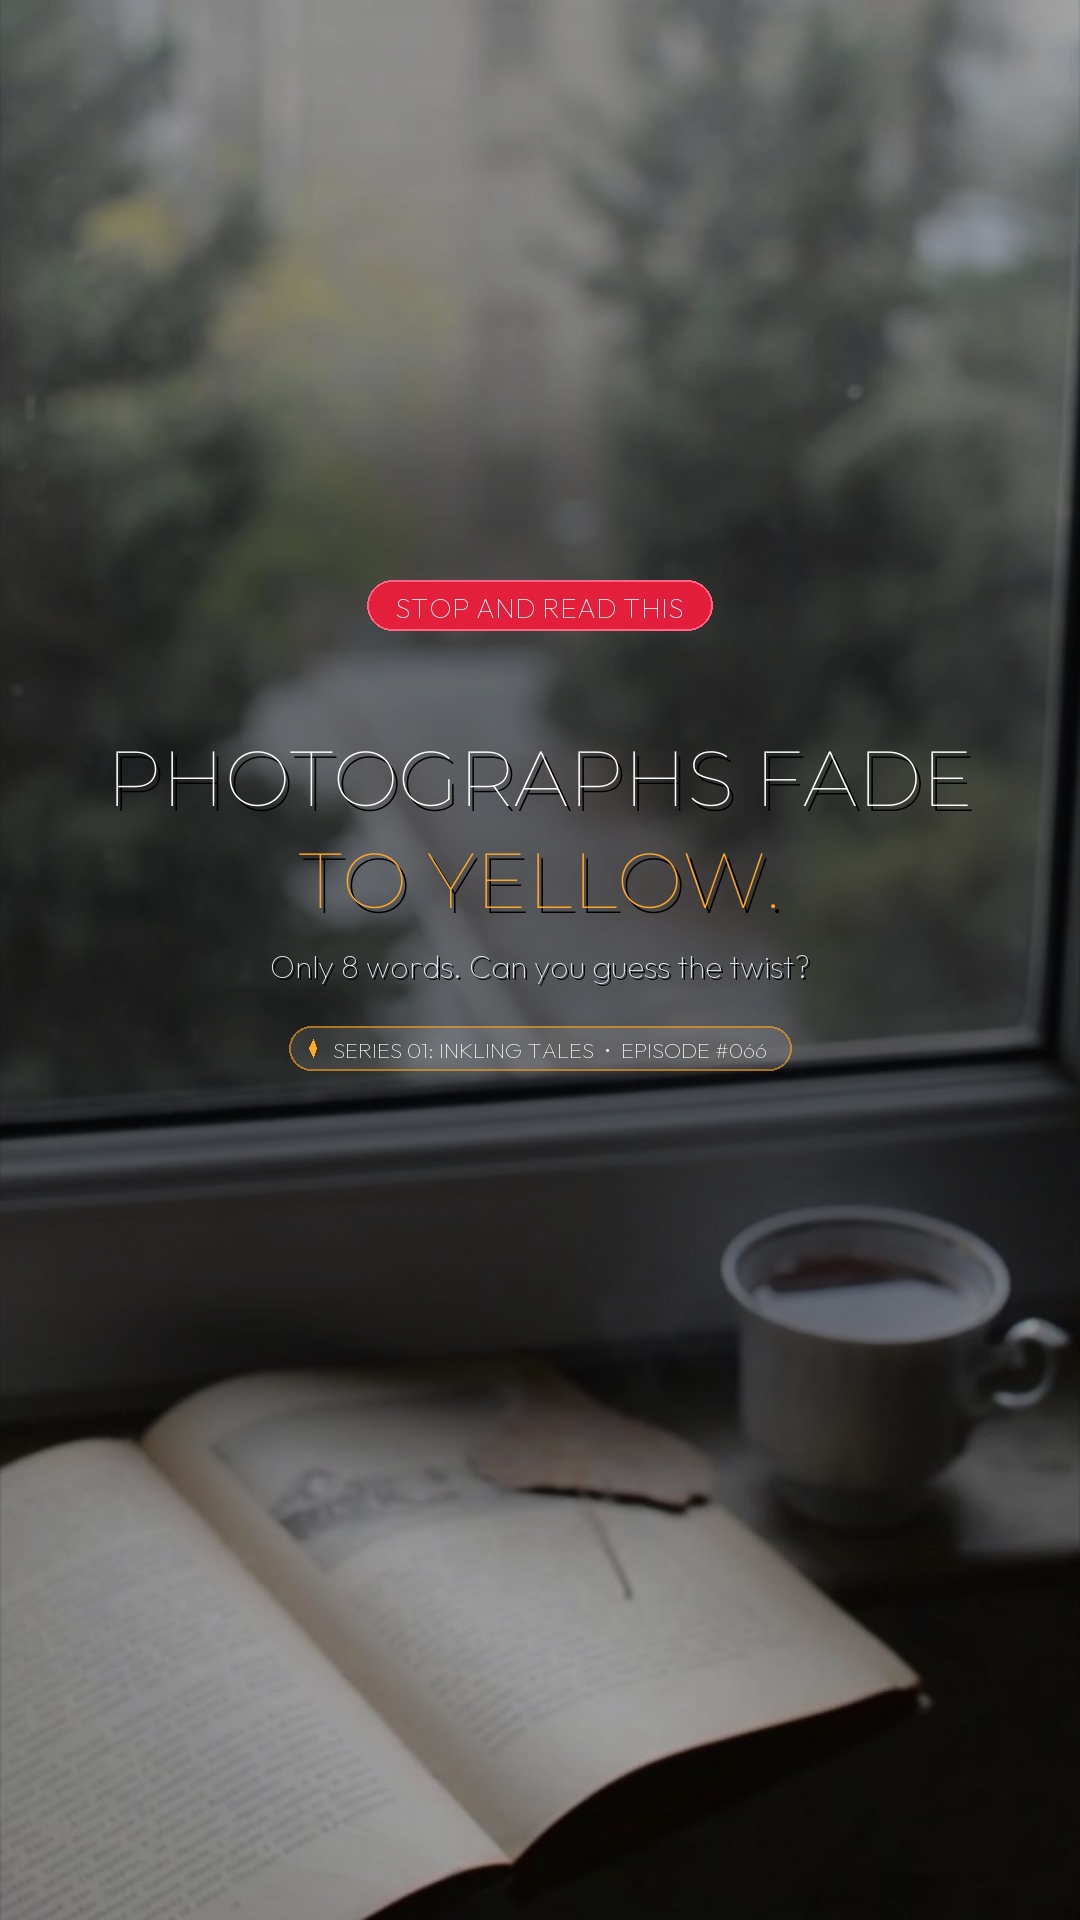 STOP AND READ THIS
PHOTOGRAPHS FADE
TO YELLOW.
Only 8 words. Can you guess the twist?
SERIES 01: INKLING TALES • EPISODE #066